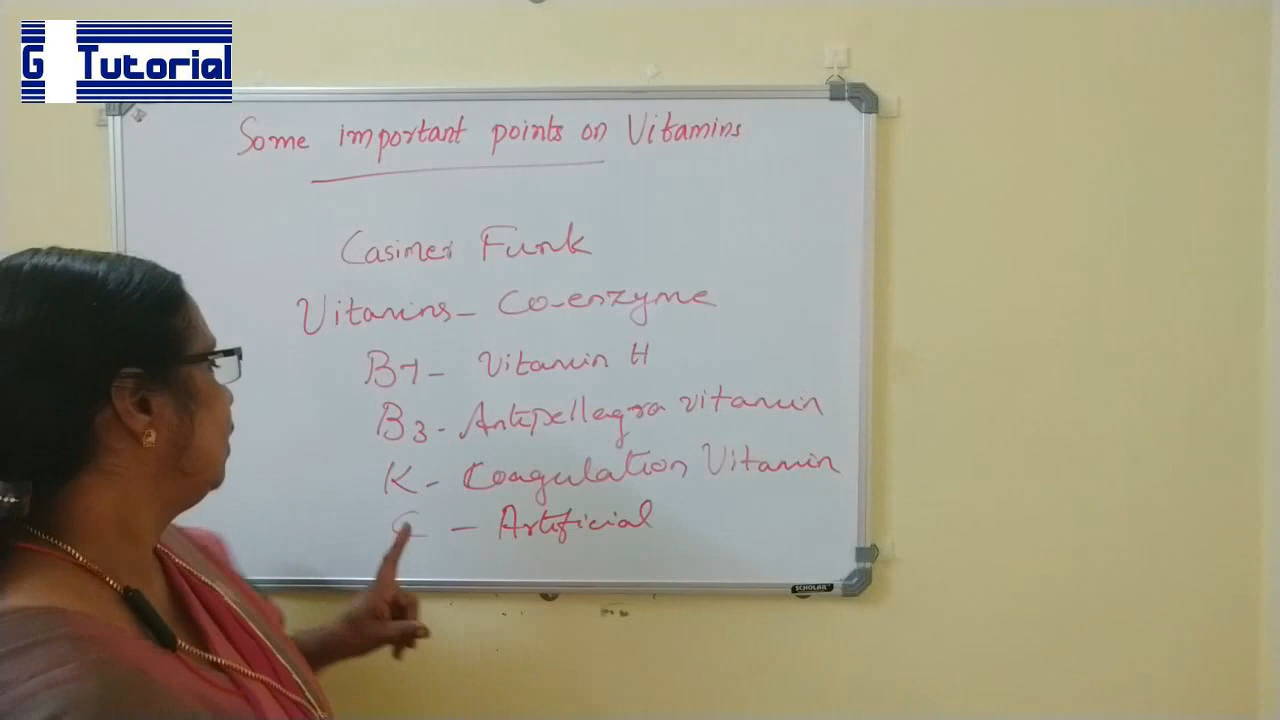 G Tutorial
Some important points on Vitamins
Casimer Funk
Vitamins - Co-enzyme
B7 - Vitamin H
B3 - Antipellagra vitamin
K - Coagulation Vitamin
C - Artificial
SCHOLAR